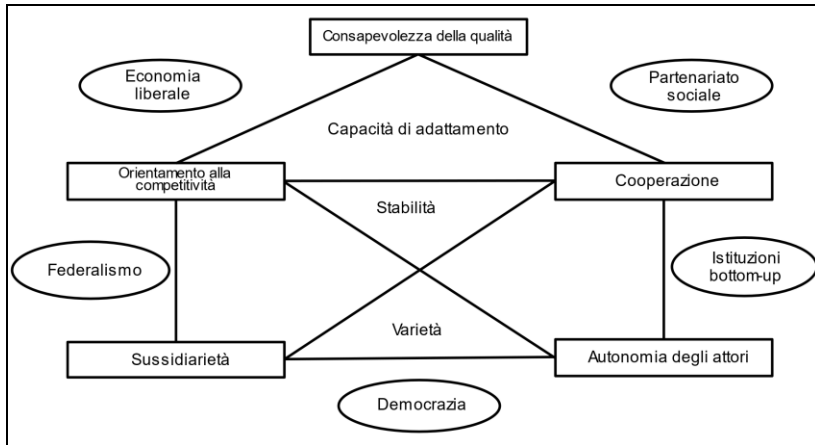 Consapevolezza della qualità
Economia
liberale
Partenariato
sociale
Capacità di adattamento
Orientamento alla
competitività
Cooperazione
Stabilità
Federalismo
Istituzioni
bottom-up
Varietà
Sussidiarietà
Autonomia degli attori
Democrazia